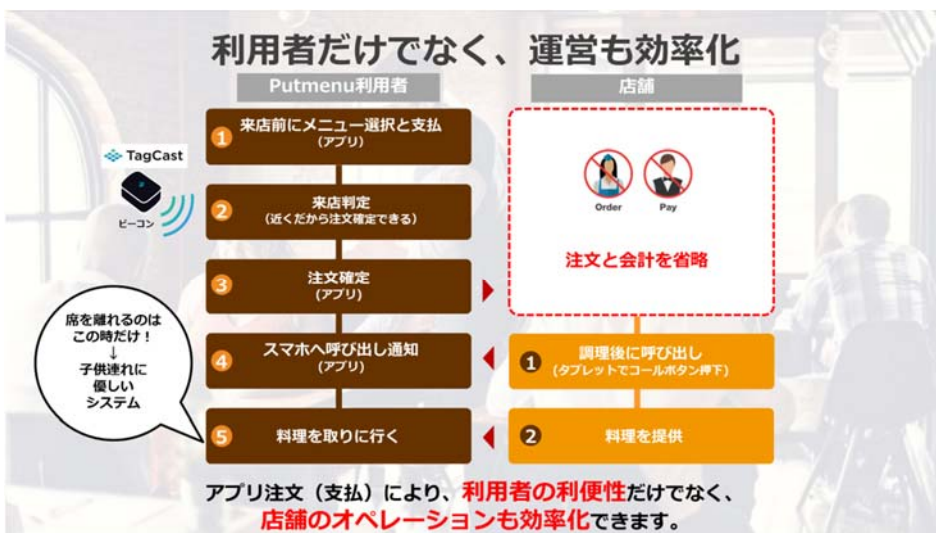 利用者だけでなく、運営も効率化
Putmenu利用者
店舗
1 来店前にメニュー選択と支払
(アプリ)
TagCast
ビーコン
2 来店判定
(近くだから注文確定できる)
Order
Pay
注文と会計を省略
3 注文確定
(アプリ)
席を離れるのは
この時だけ!
↓
子供連れに
優しい
システム
4 スマホへ呼び出し通知
(アプリ)
1 調理後に呼び出し
(タブレットでコールボタン押下)
5 料理を取りに行く
2 料理を提供
アプリ注文(支払)により、利用者の利便性だけでなく、
店舗のオペレーションも効率化できます。